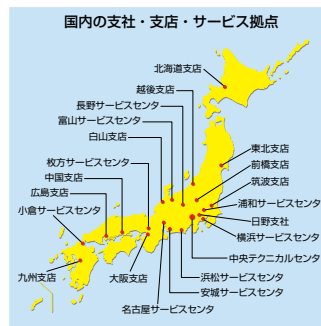 国内の支社・支店・サービス拠点
北海道支店
越後支店
長野サービスセンタ
富山サービスセンタ
白山支店
枚方サービスセンタ
中国支店
広島支店
小倉サービスセンタ
東北支店
前橋支店
筑波支店
浦和サービスセンタ
日野支社
横浜サービスセンタ
中央テクニカルセンタ
九州支店
大阪支店
浜松サービスセンタ
安城サービスセンタ
名古屋サービスセンタ